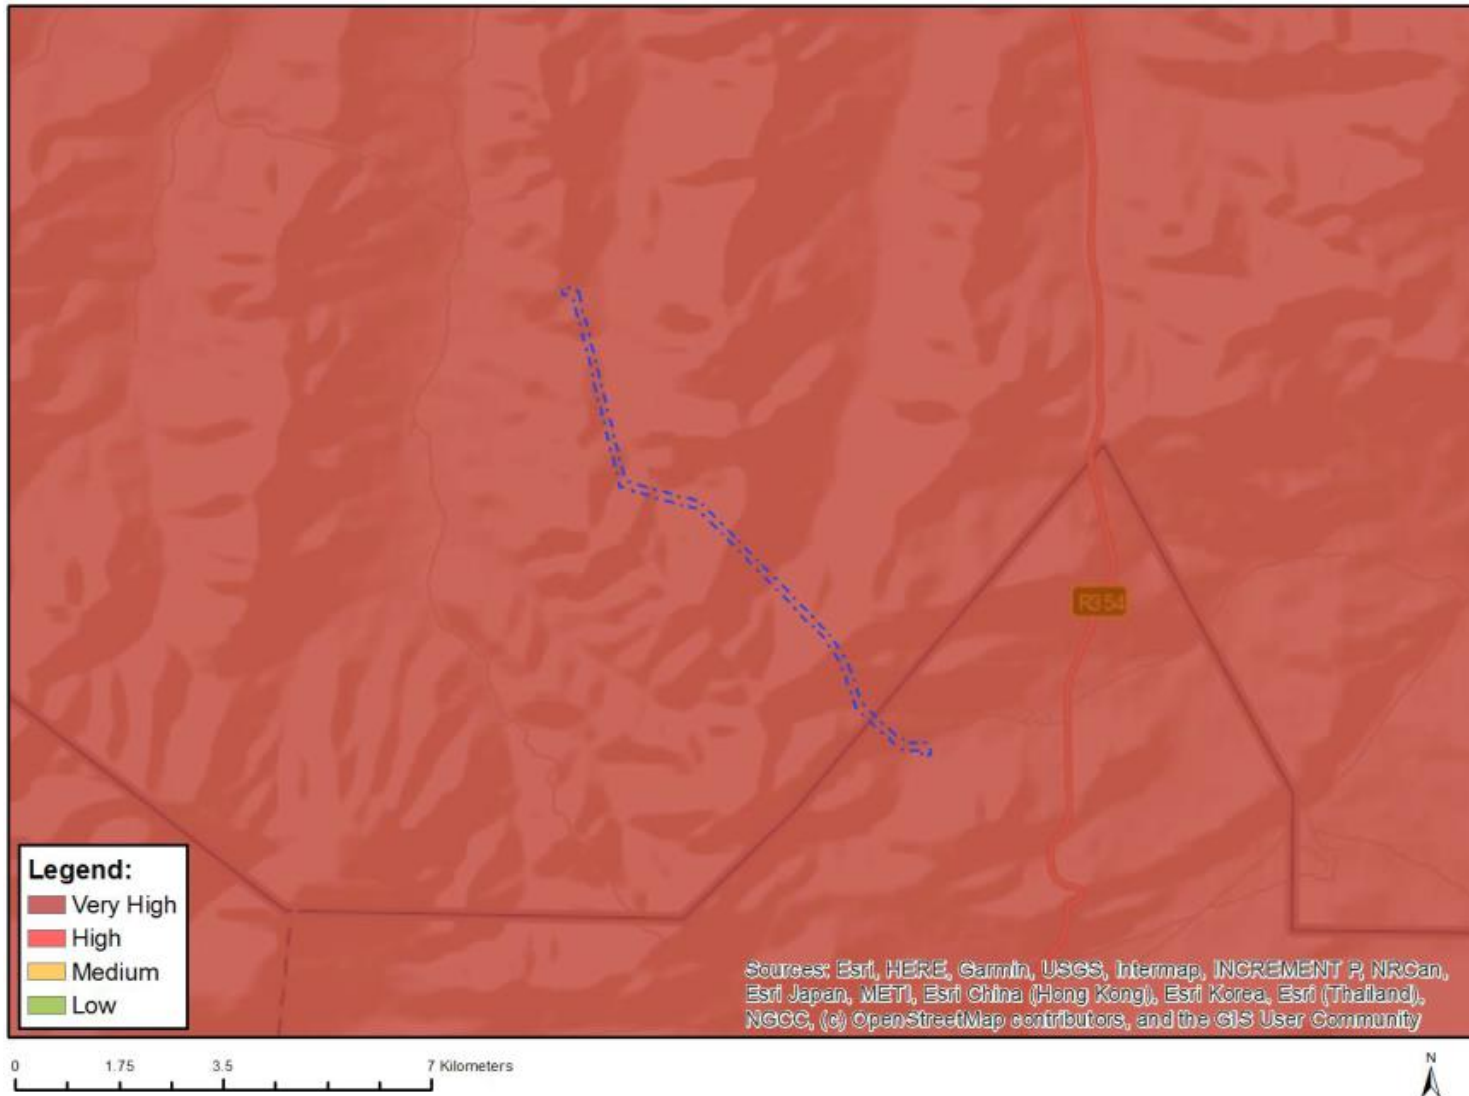 R354
Legend:
Very High
High
Medium
Low
Sources: Esri, HERE, Garmin, USGS, Intermap, INCREMENT P, NRCan,
Esri Japan, METI, Esri China (Hong Kong), Esri Korea, Esri (Thailand),
NGCC, (c) OpenStreetMap contributors, and the GIS User Community
0 1.75 3.5 7 Kilometers
N